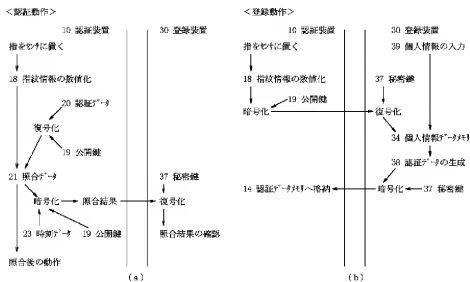 <認証動作>
10 認証装置
30 登録装置
指をｾﾝｻに置く
18 指紋情報の数値化
20 認証ﾃﾞｰﾀ
復号化
19 公開鍵
21 照合ﾃﾞｰﾀ
37 秘密鍵
暗号化
照合結果
復号化
23 時刻ﾃﾞｰﾀ
19 公開鍵
照合結果の確認
照合後の動作
(a)
<登録動作>
10 認証装置
30 登録装置
指をｾﾝｻに置く
39 個人情報の入力
18 指紋情報の数値化
37 秘密鍵
19 公開鍵
暗号化
復号化
34 個人情報ﾃﾞｰﾀﾒﾓﾘ
38 認証ﾃﾞｰﾀの生成
14 認証ﾃﾞｰﾀﾒﾓﾘへ格納
暗号化
37 秘密鍵
(b)